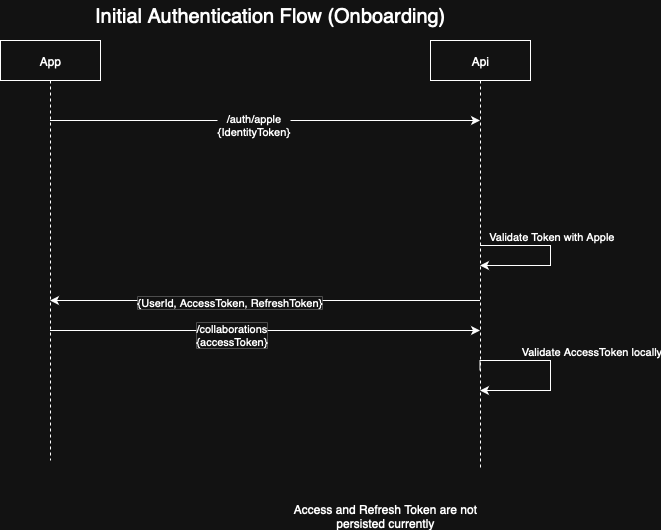 Initial Authentication Flow (Onboarding)
App
Api
/auth/apple
{IdentityToken}
Validate Token with Apple
{UserId, AccessToken, RefreshToken}
/collaborations
{accessToken}
Validate AccessToken locally
Access and Refresh Token are not
persisted currently